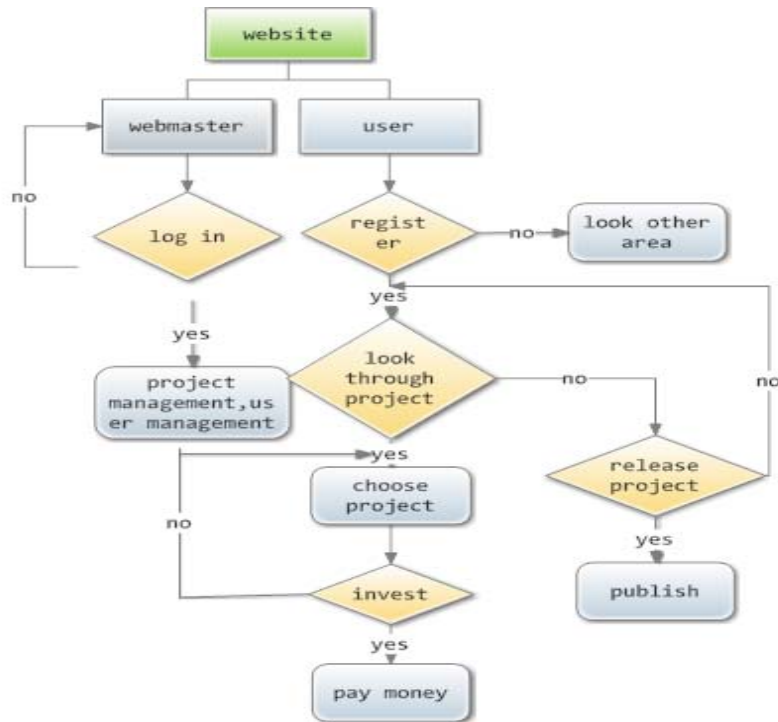 website
webmaster
user
no
log in
regist
er
no
look other
area
yes
yes
look
through
project
no
no
project
management,us
er management
yes
release
project
choose
project
no
yes
invest
publish
yes
pay money